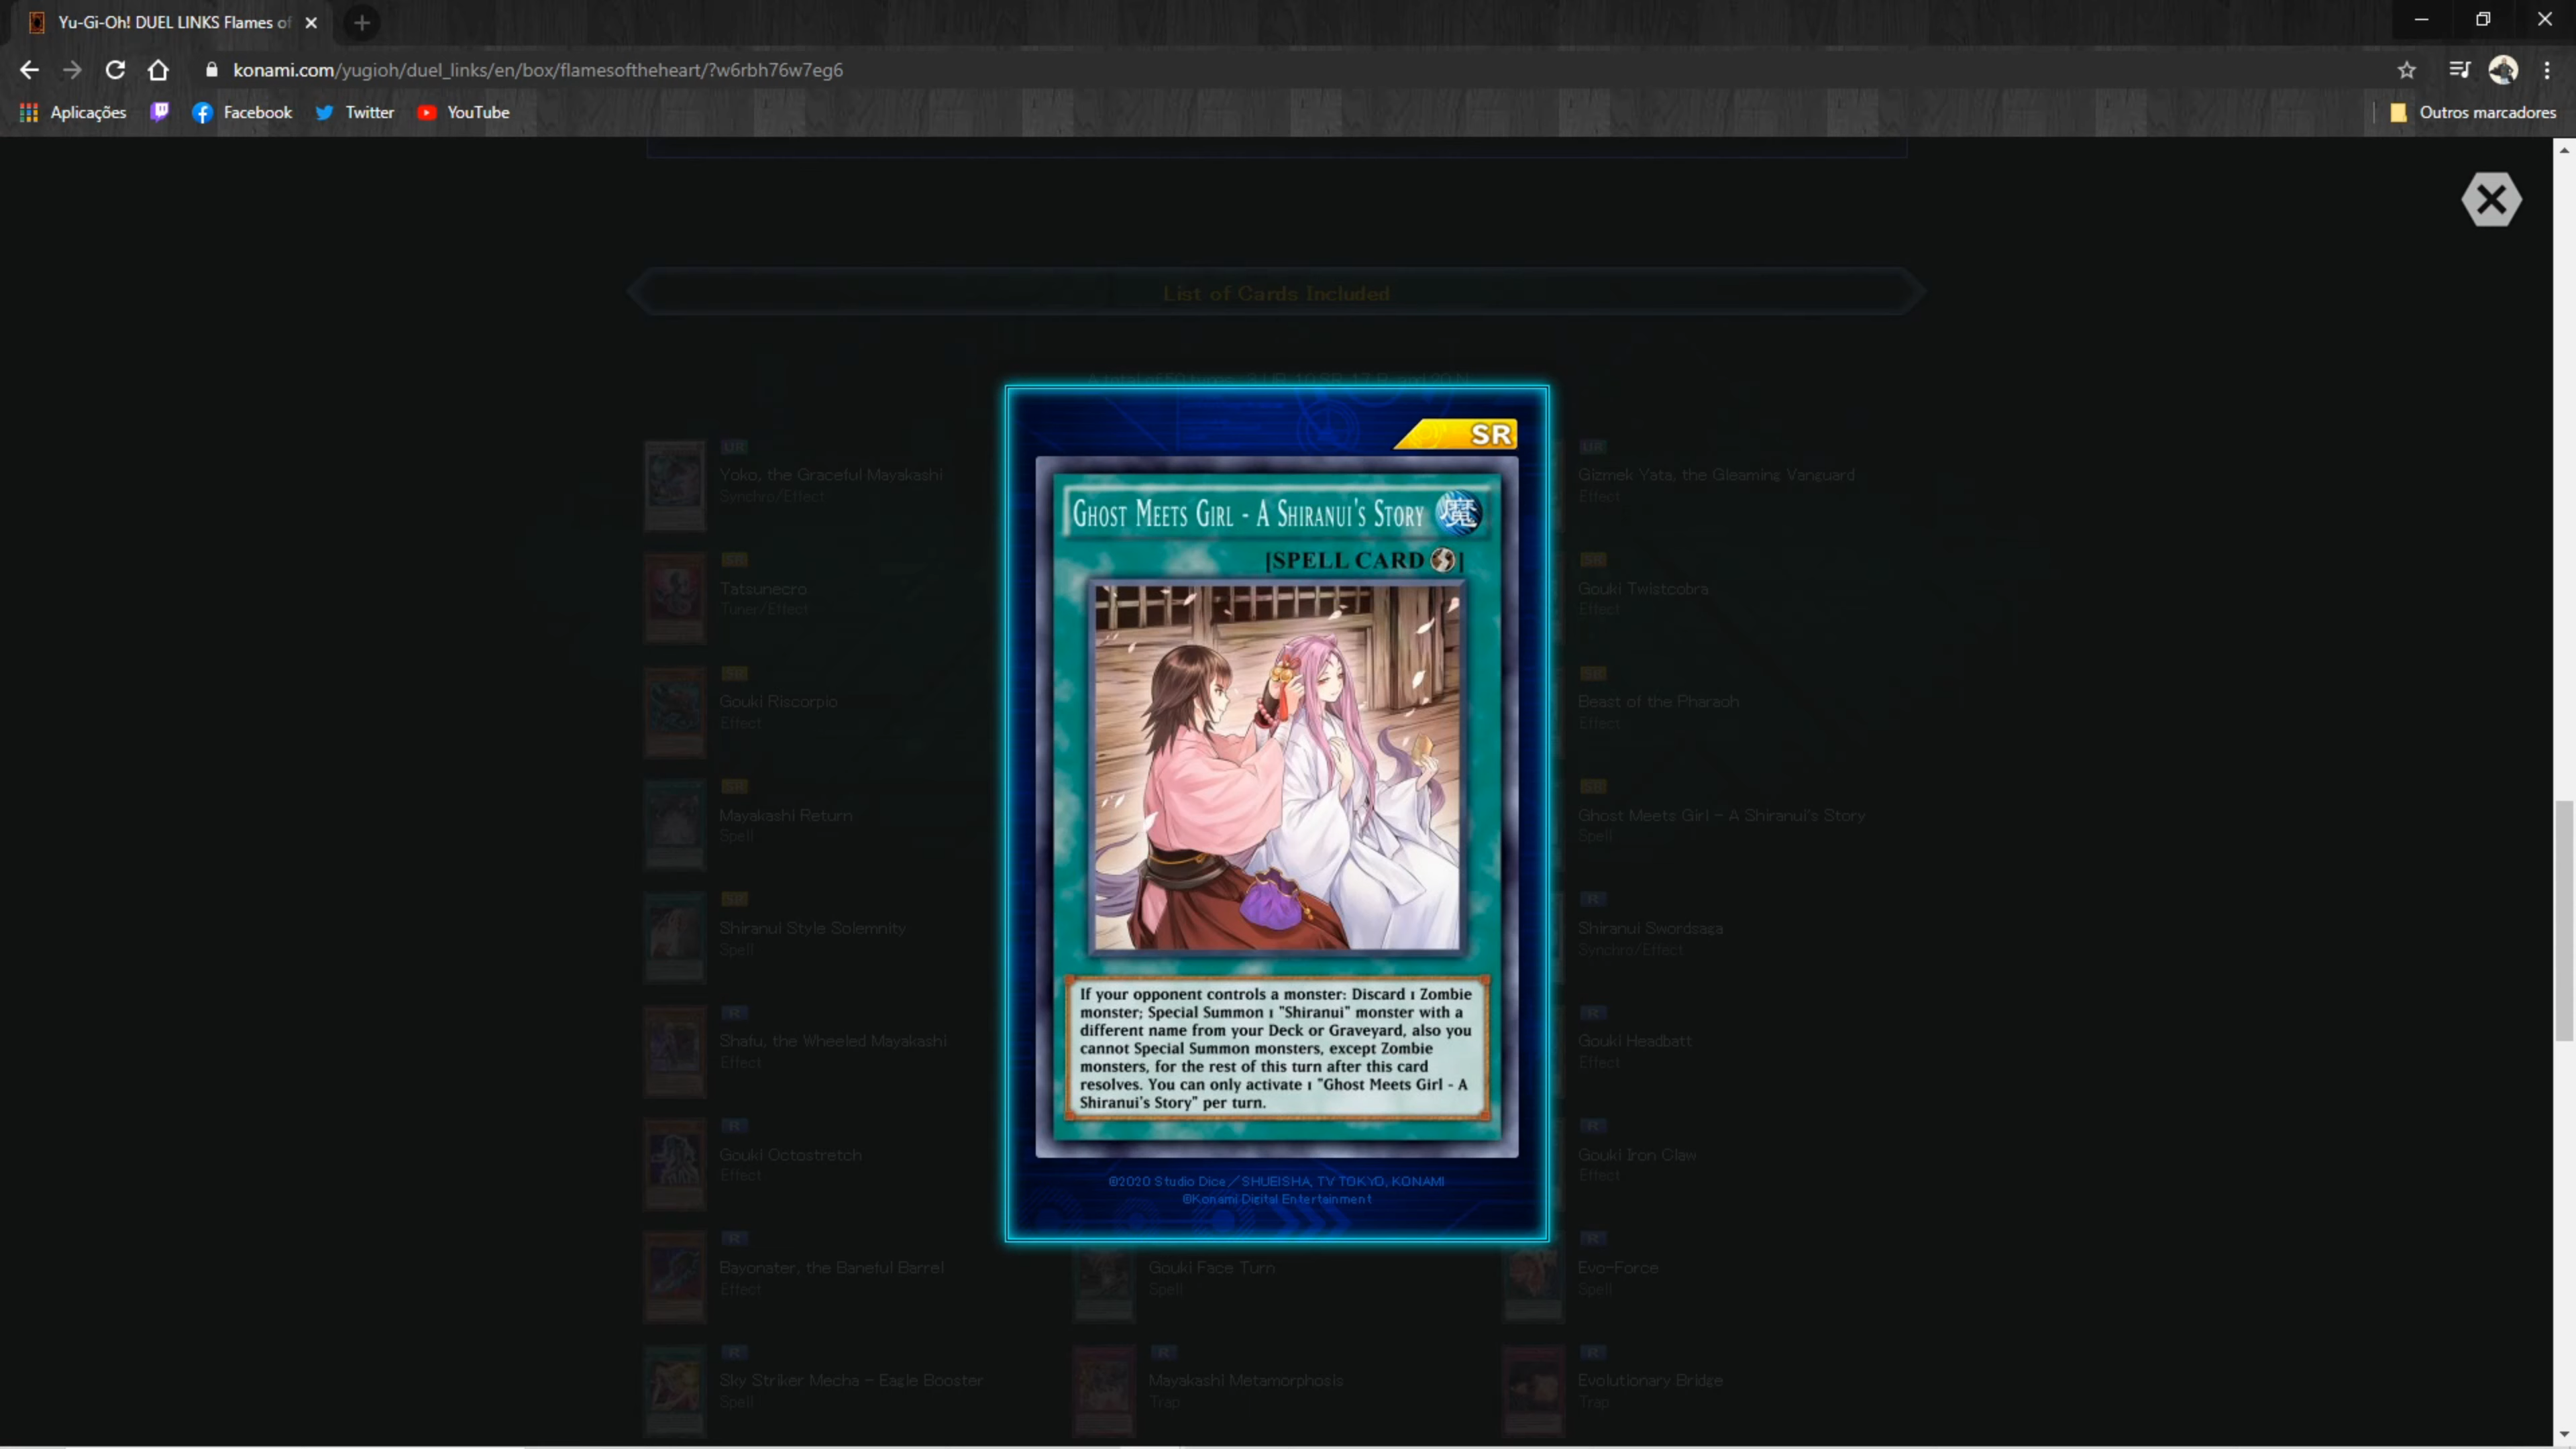 Yu-Gi-Oh! DUEL LINKS Flames of
konami.com/yugioh/duel_links/en/box/flamesoftheheart/?w6rbh76w7eg6
Aplicações
Facebook
Twitter
YouTube
Outros marcadores
List of Cards Included
SR
GHOST MEETS GIRL - A SHIRANUI'S STORY
魔
[SPELL CARD ]
If your opponent controls a monster: Discard 1 Zombie
monster; Special Summon 1 "Shiranui" monster with a
different name from your Deck or Graveyard, also you
cannot Special Summon monsters, except Zombie
monsters, for the rest of this turn after this card
resolves. You can only activate 1 "Ghost Meets Girl - A
Shiranui's Story" per turn.
©2020 Studio Dice／SHUEISHA, TV TOKYO, KONAMI
©Konami Digital Entertainment
UR
Yoko, the Graceful Mayakashi
Synchro/Effect
UR
Gizmek Yata, the Gleaming Vanguard
Effect
SR
Tatsunecro
Tuner/Effect
SR
Gouki Twistcobra
Effect
SR
Gouki Riscorpio
Effect
SR
Beast of the Pharaoh
Effect
SR
Mayakashi Return
Spell
SR
Ghost Meets Girl - A Shiranui's Story
Spell
SR
Shiranui Style Solemnity
Spell
R
Shiranui Swordsaga
Synchro/Effect
R
Shafu, the Wheeled Mayakashi
Effect
R
Gouki Headbatt
Effect
R
Gouki Octostretch
Effect
R
Gouki Iron Claw
Effect
R
Bayonater, the Baneful Barrel
Effect
Gouki Face Turn
Spell
R
Evo-Force
Spell
R
Sky Striker Mecha - Eagle Booster
Spell
R
Mayakashi Metamorphosis
Trap
R
Evolutionary Bridge
Trap